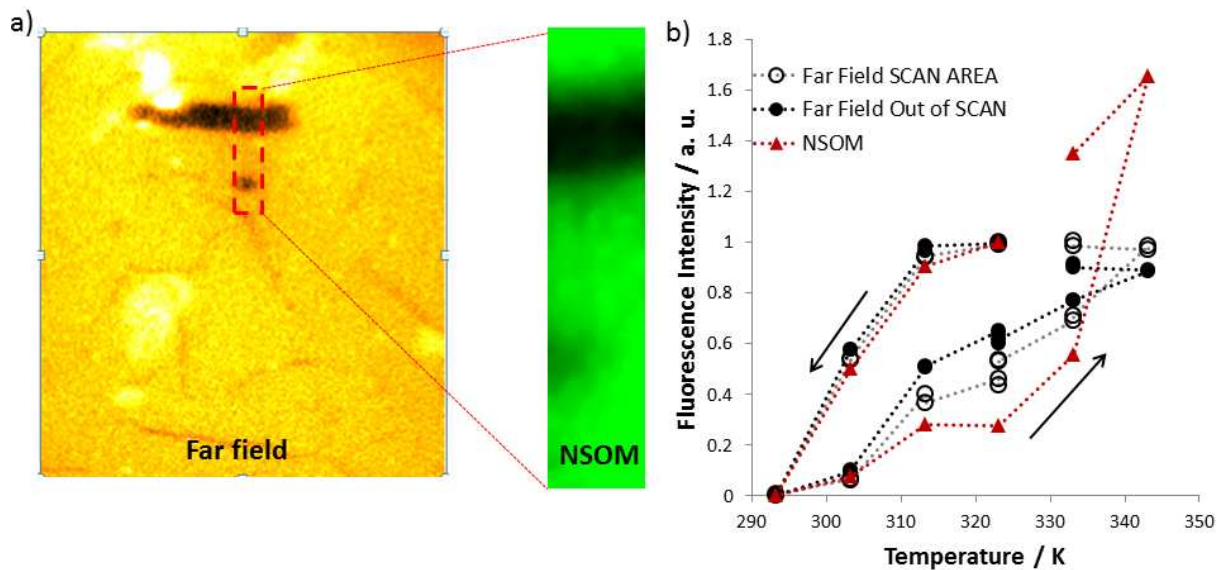 a)
Far field
NSOM
b)
Fluorescence Intensity / a. u.
1.8
1.6
1.4
1.2
1
0.8
0.6
0.4
0.2
0
Far Field SCAN AREA
Far Field Out of SCAN
NSOM
290 300 310 320 330 340 350
Temperature / K